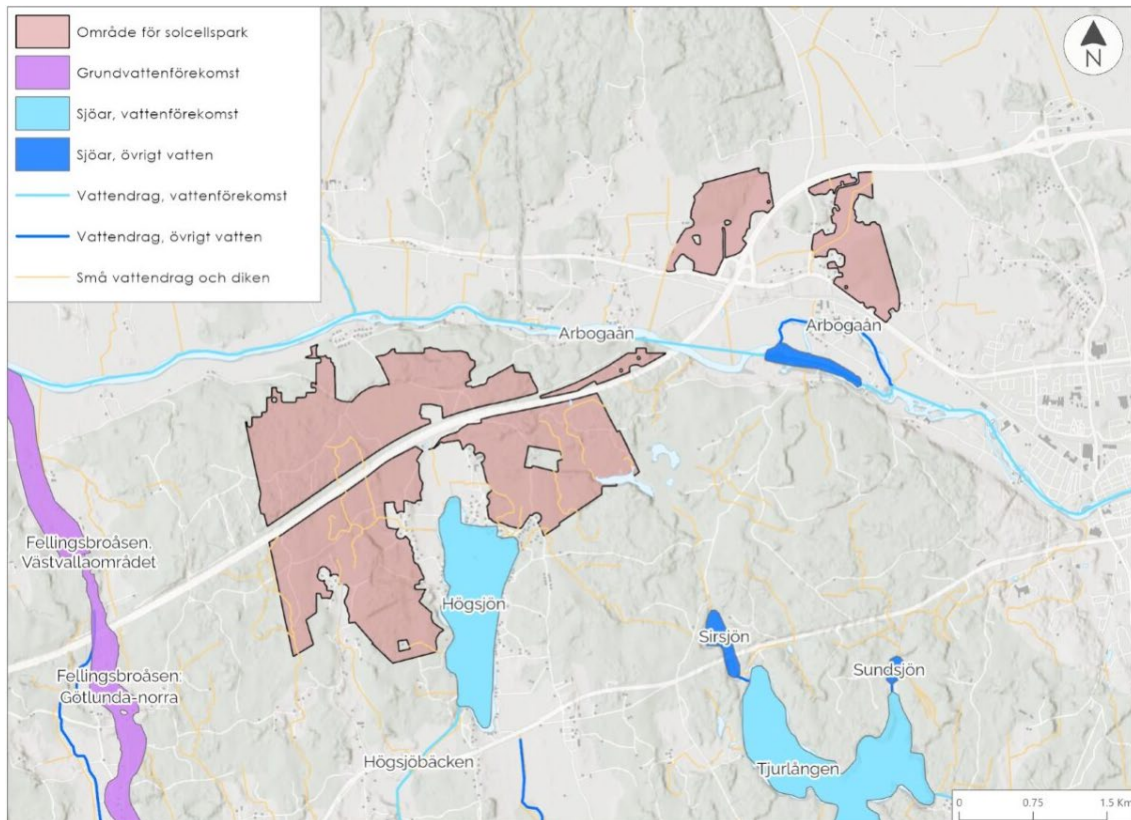 Område för solcellspark
Grundvattenförekomst
Sjöar, vattenförekomst
Sjöar, övrigt vatten
Vattendrag, vattenförekomst
Vattendrag, övrigt vatten
Små vattendrag och diken
N
Arbogaån
Arbogaån
Fellingsbroåsen,
Västvallaområdet
Högsjön
Sirsjön
Sundsjön
Fellingsbroåsen:
Götlunda-norra
Högsjöbäcken
Tjurlången
0 0.75 1.5 Km